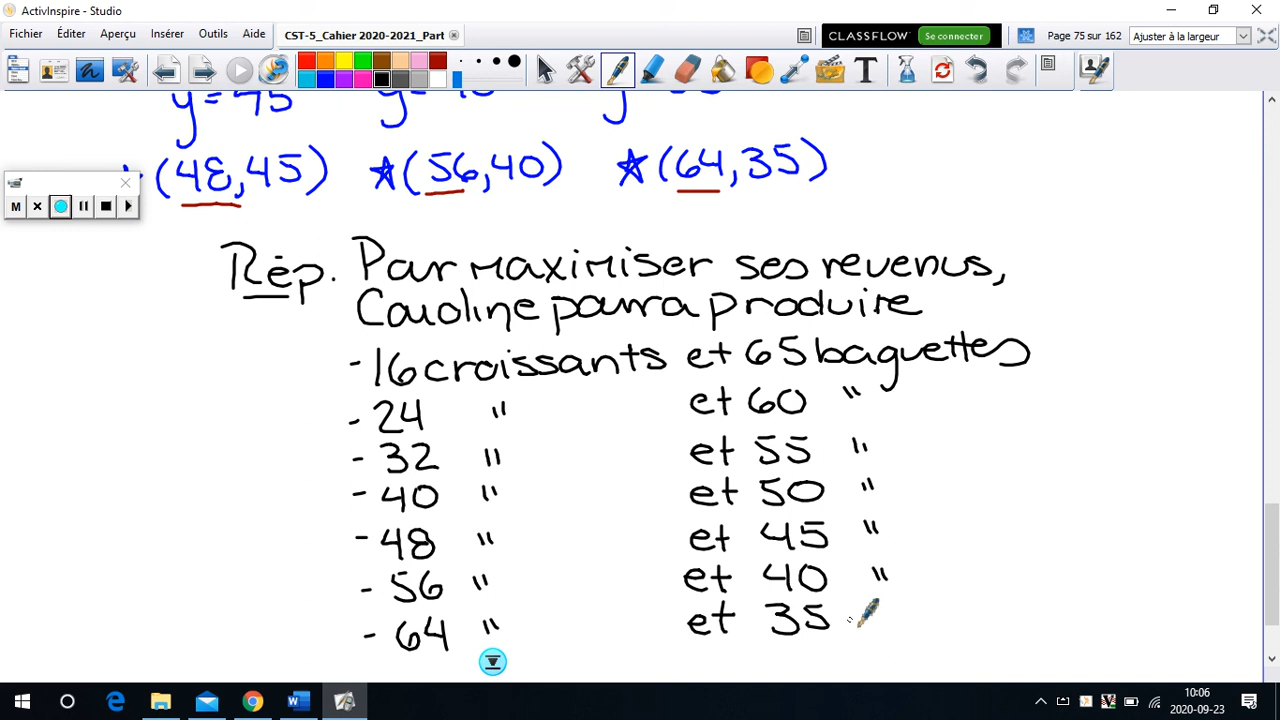 ActivInspire - Studio
Fichier Éditer Aperçu Insérer Outils Aide CST-5_Cahier 2020-2021_Part CLASSFLOW Se connecter Page 75 sur 162 Ajuster à la largeur
y=45
★(48,45) ★(56,40) ★(64,35)
M
Rép. Par maximiser ses revenus,
Caroline poura produire
-16 croissants et 65 baguettes
-24 " et 60 "
-32 " et 55 "
-40 " et 50 "
-48 " et 45 "
-56 " et 40 "
-64 " et 35
10:06
2020-09-23